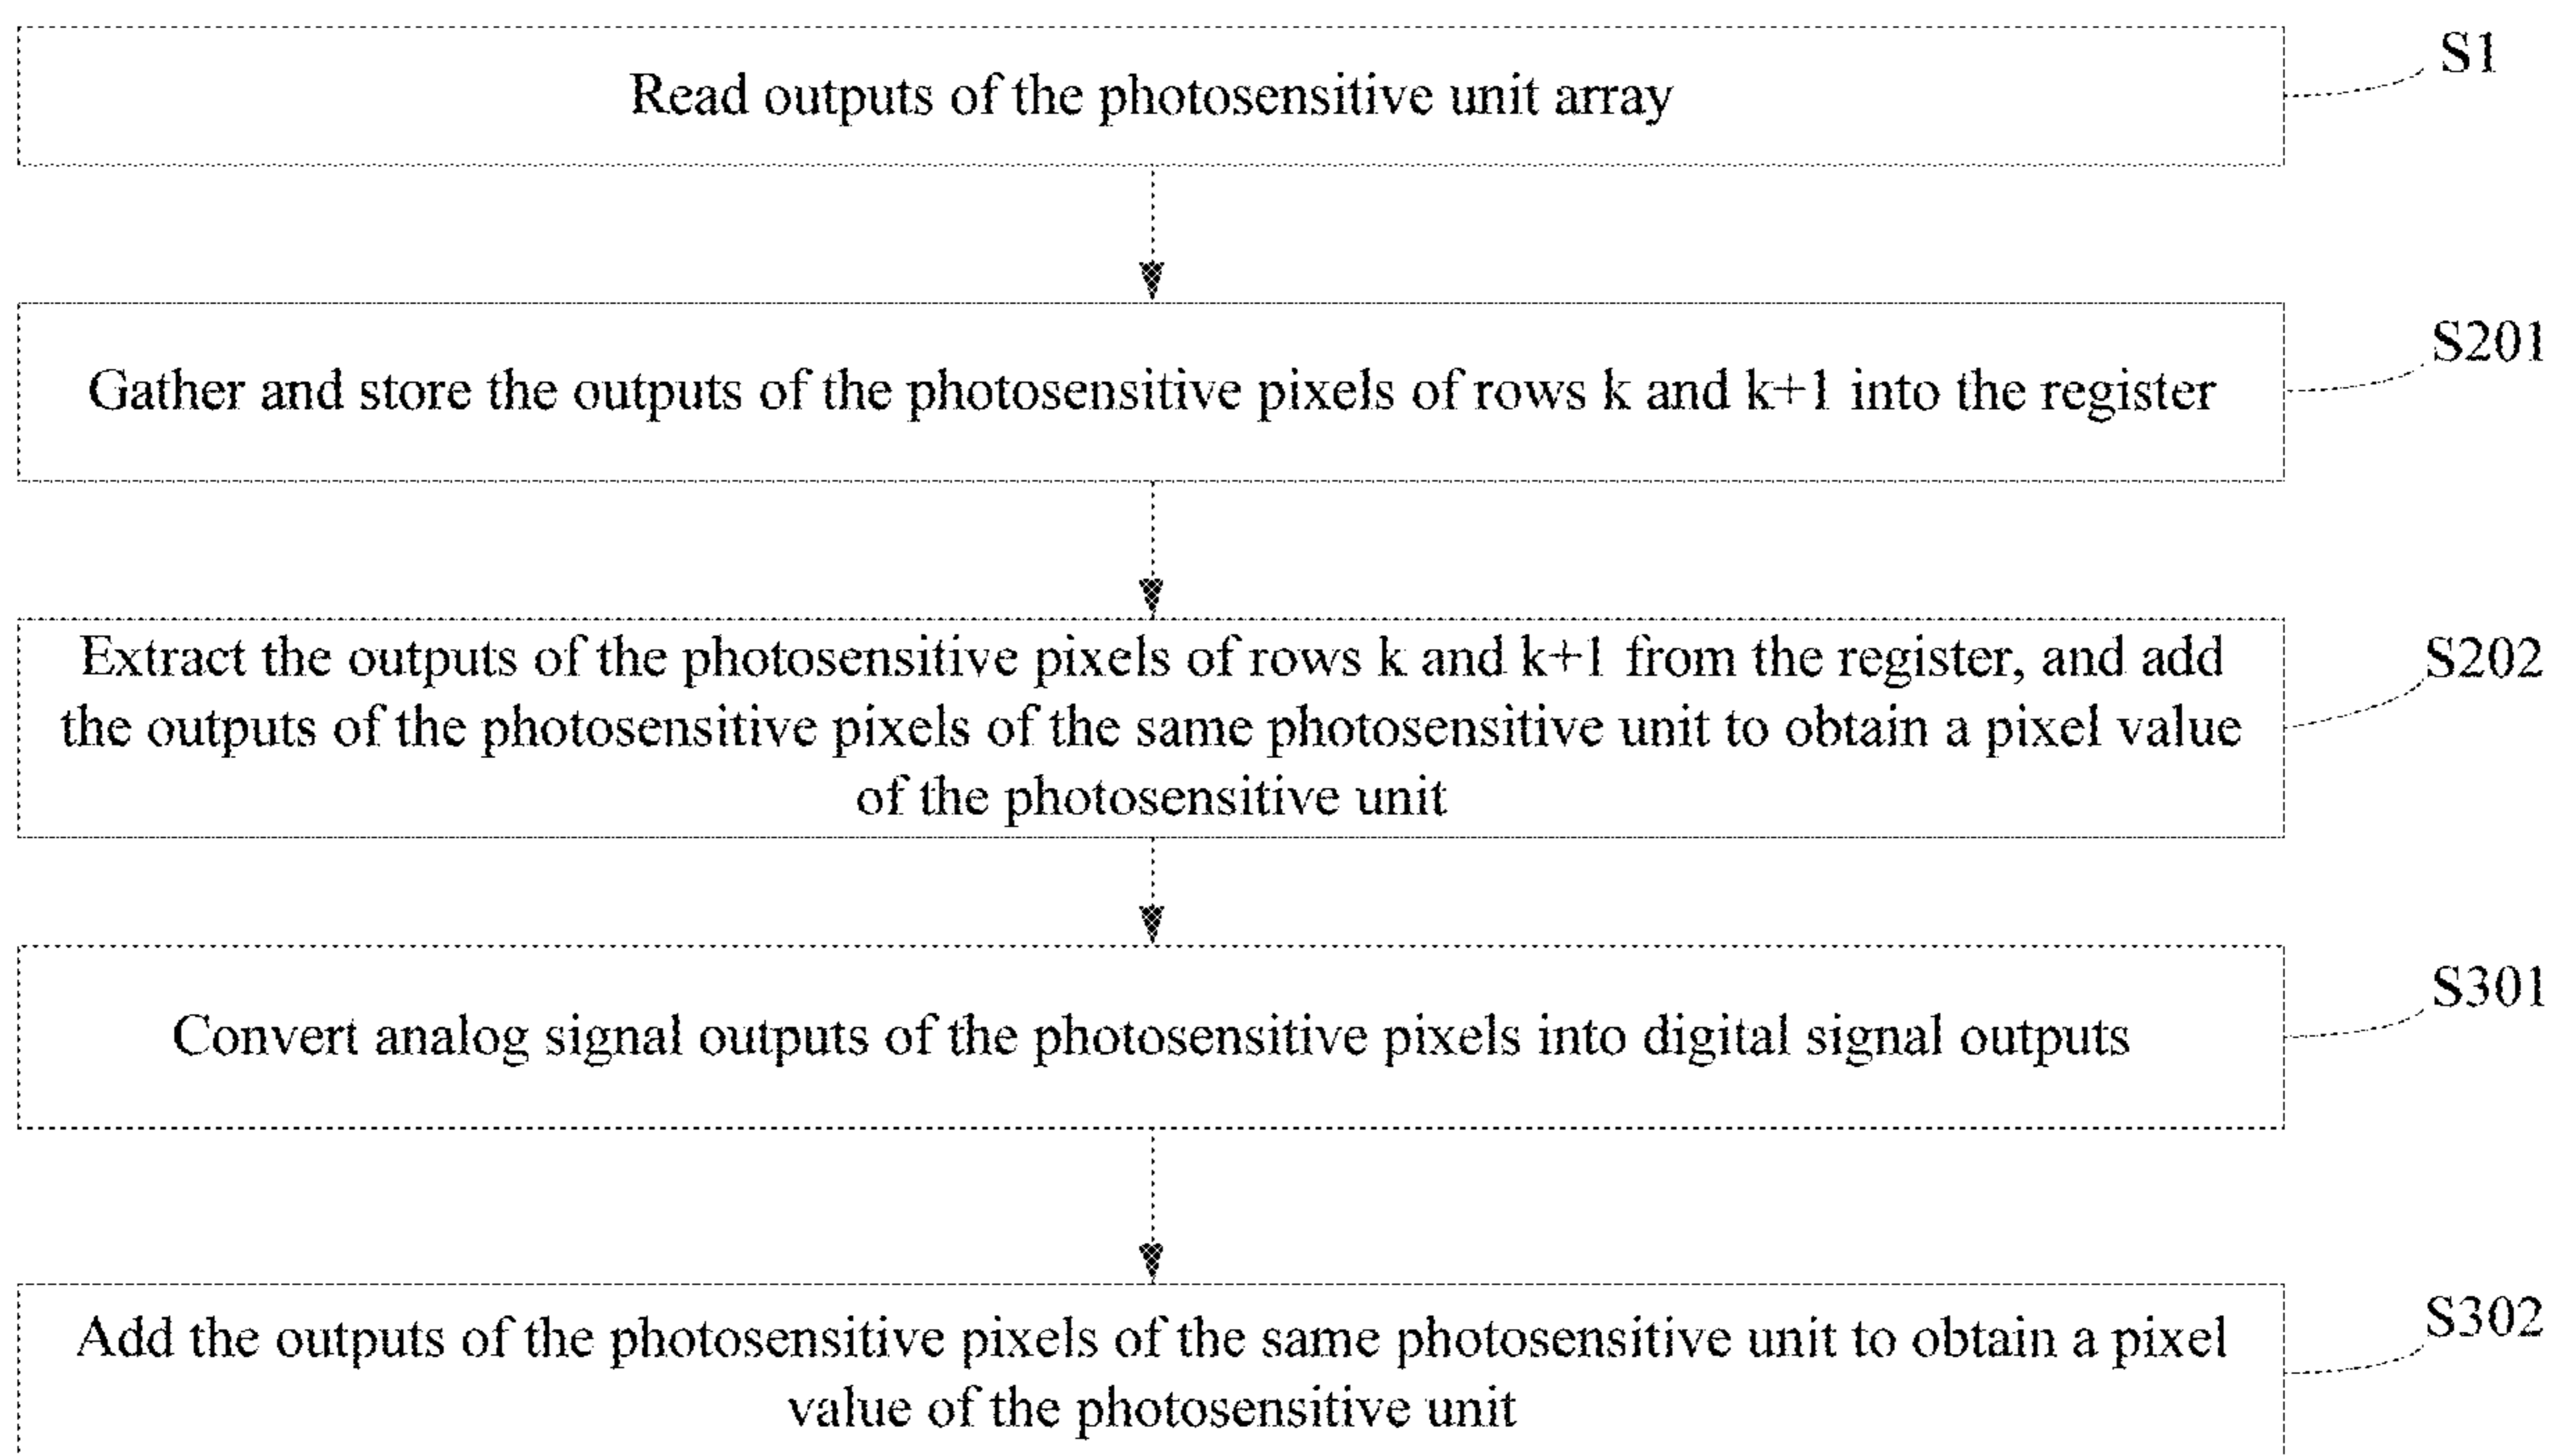 Read outputs of the photosensitive unit array
S1
Gather and store the outputs of the photosensitive pixels of rows k and k+1 into the register
S201
Extract the outputs of the photosensitive pixels of rows k and k+1 from the register, and add
the outputs of the photosensitive pixels of the same photosensitive unit to obtain a pixel value
of the photosensitive unit
S202
Convert analog signal outputs of the photosensitive pixels into digital signal outputs
S301
Add the outputs of the photosensitive pixels of the same photosensitive unit to obtain a pixel
value of the photosensitive unit
S302